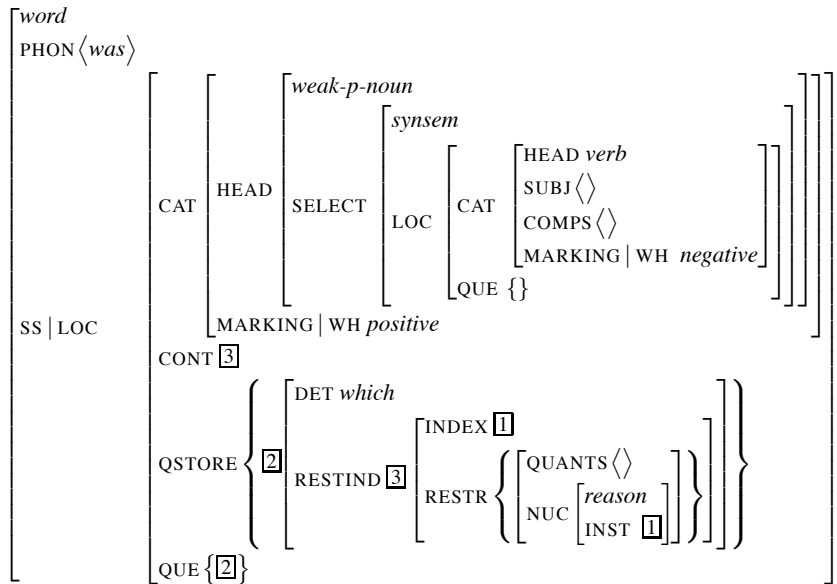 word
PHON ⟨was⟩
weak-p-noun
synsem
HEAD verb
SUBJ ⟨⟩
COMPS ⟨⟩
MARKING | WH negative
CAT
LOC
QUE {}
SELECT
HEAD
CAT
MARKING | WH positive
SS | LOC
CONT 3
DET which
INDEX 1
QUANTS ⟨⟩
NUC
reason
INST 1
RESTR
RESTIND 3
QSTORE { 2
QUE { 2 }